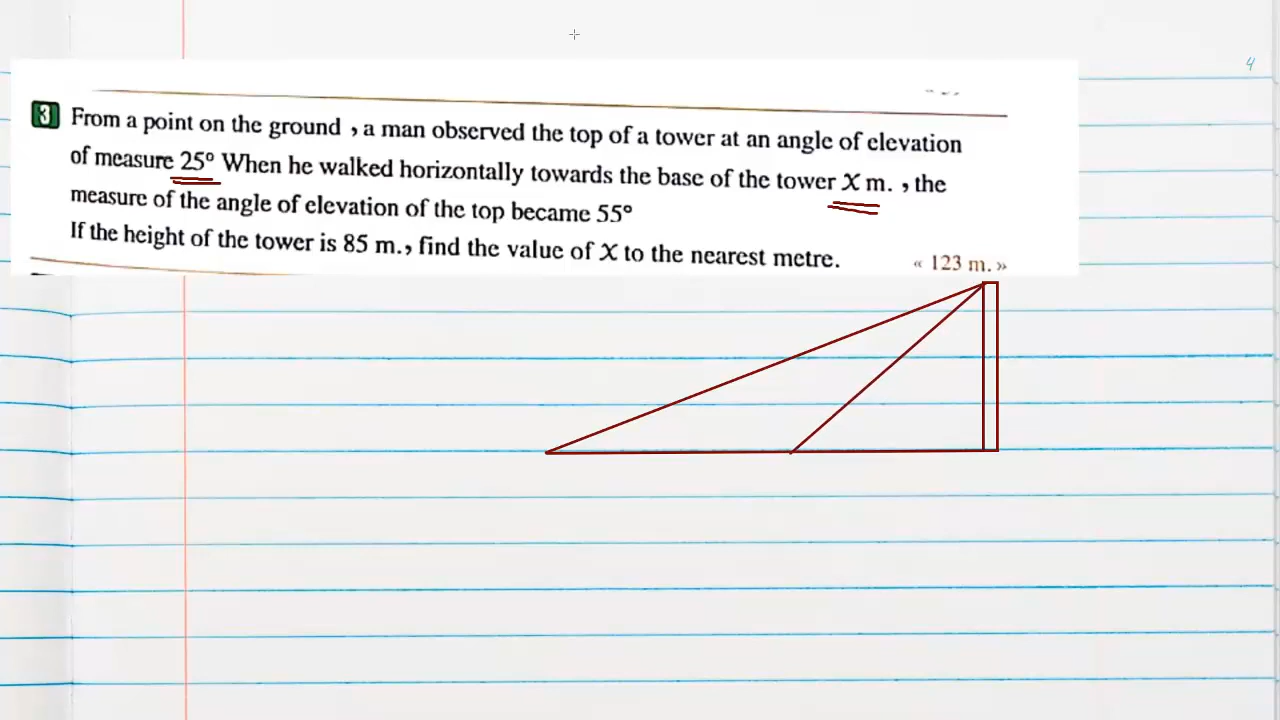 4
3 From a point on the ground , a man observed the top of a tower at an angle of elevation
of measure 25° When he walked horizontally towards the base of the tower X m. , the
measure of the angle of elevation of the top became 55°
If the height of the tower is 85 m., find the value of X to the nearest metre.
« 123 m. »